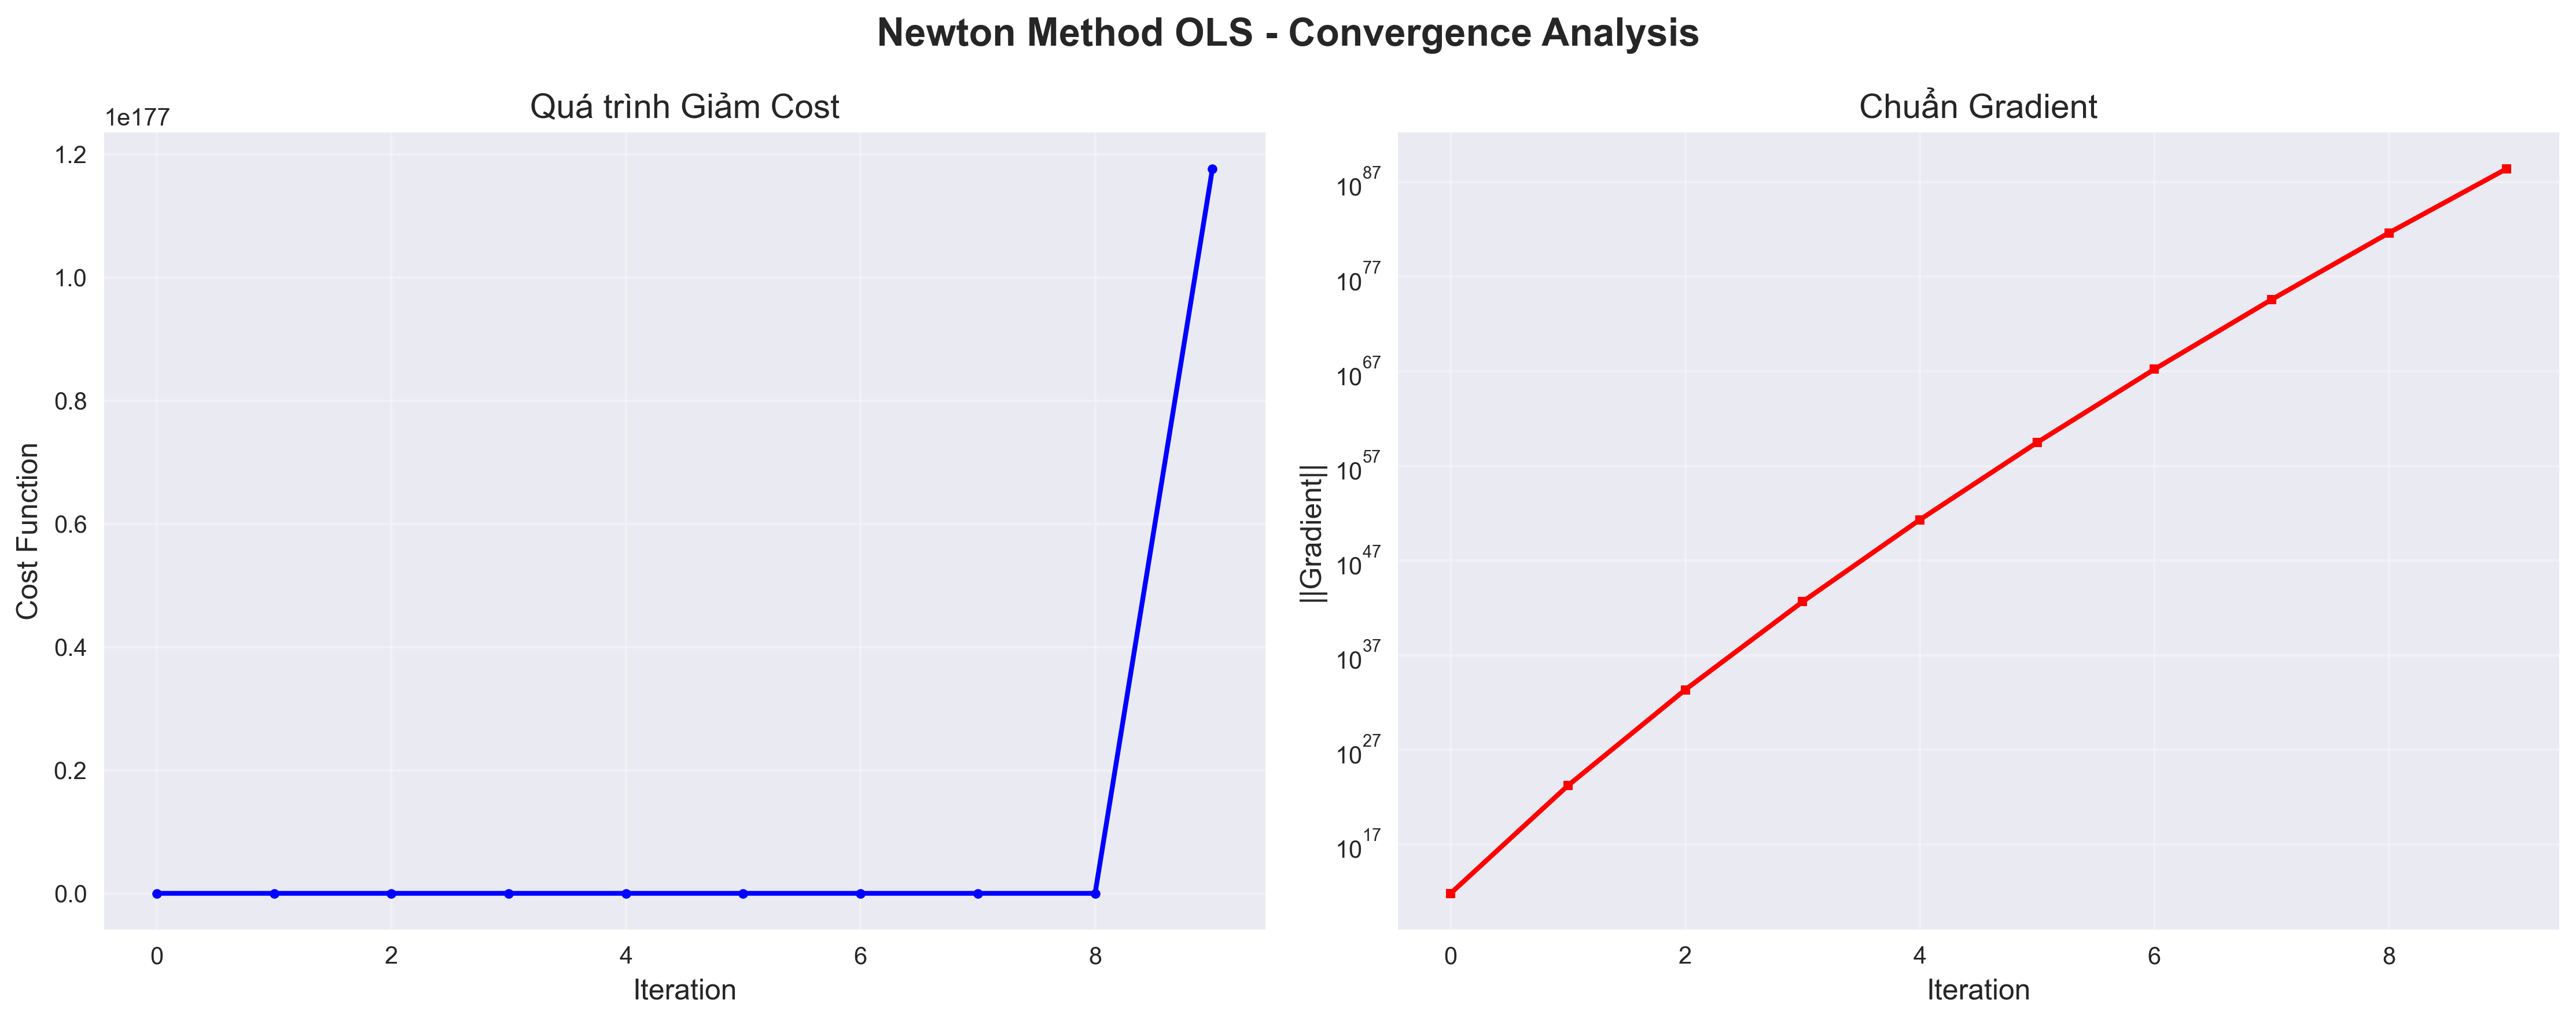 Newton Method OLS - Convergence Analysis
Quá trình Giảm Cost
1e177
1.2
1.0
0.8
0.6
0.4
0.2
0.0
Cost Function
0 2 4 6 8
Iteration
Chuẩn Gradient
10^87
10^77
10^67
10^57
10^47
10^37
10^27
10^17
||Gradient||
0 2 4 6 8
Iteration